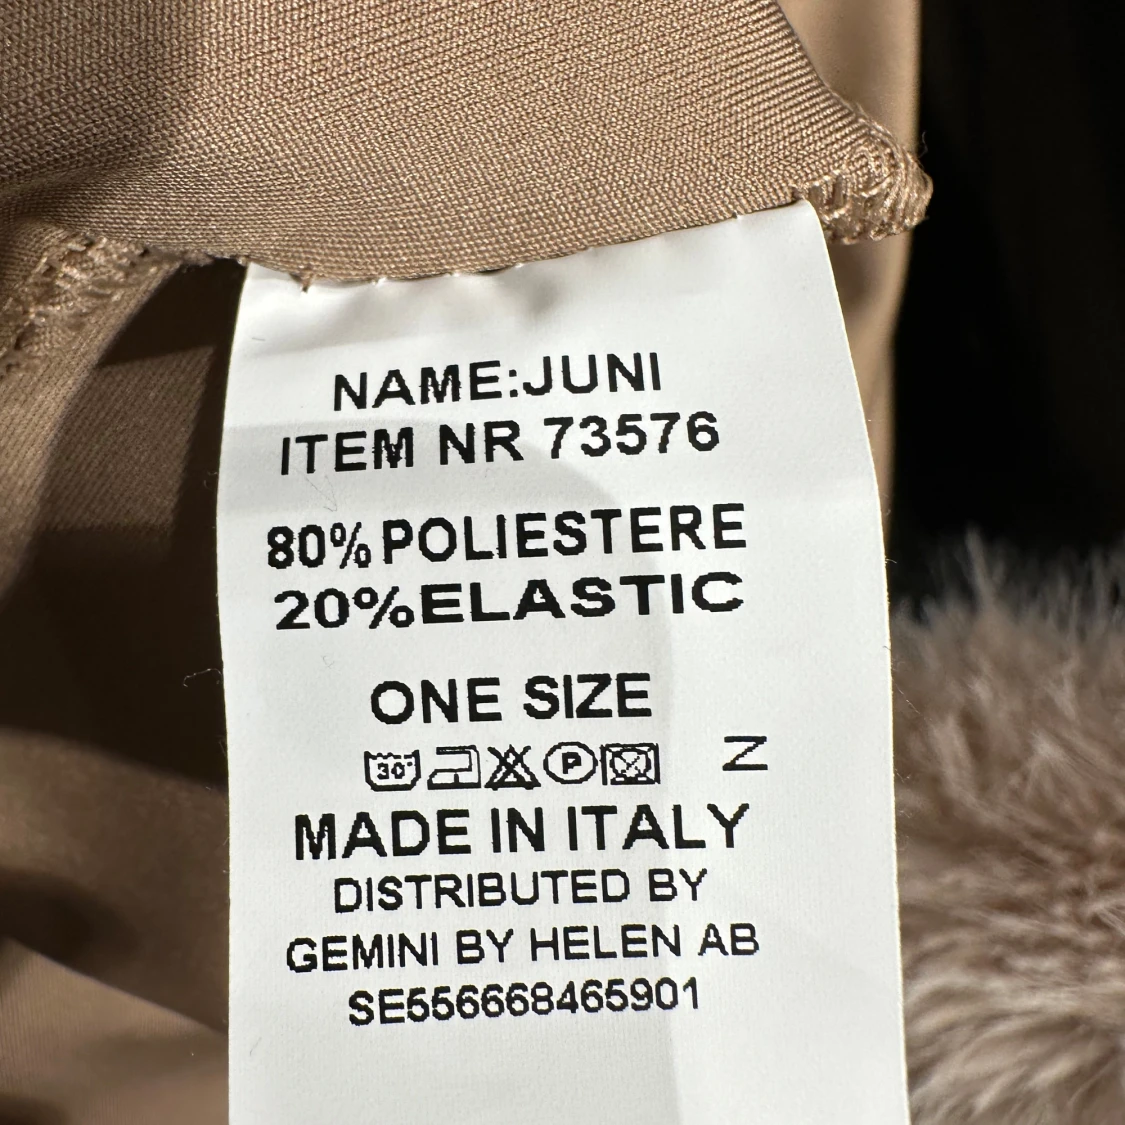 NAME:JUNI
ITEM NR 73576
80%POLIESTERE
20%ELASTIC
ONE SIZE
30° P Z
MADE IN ITALY
DISTRIBUTED BY
GEMINI BY HELEN AB
SE556668465901